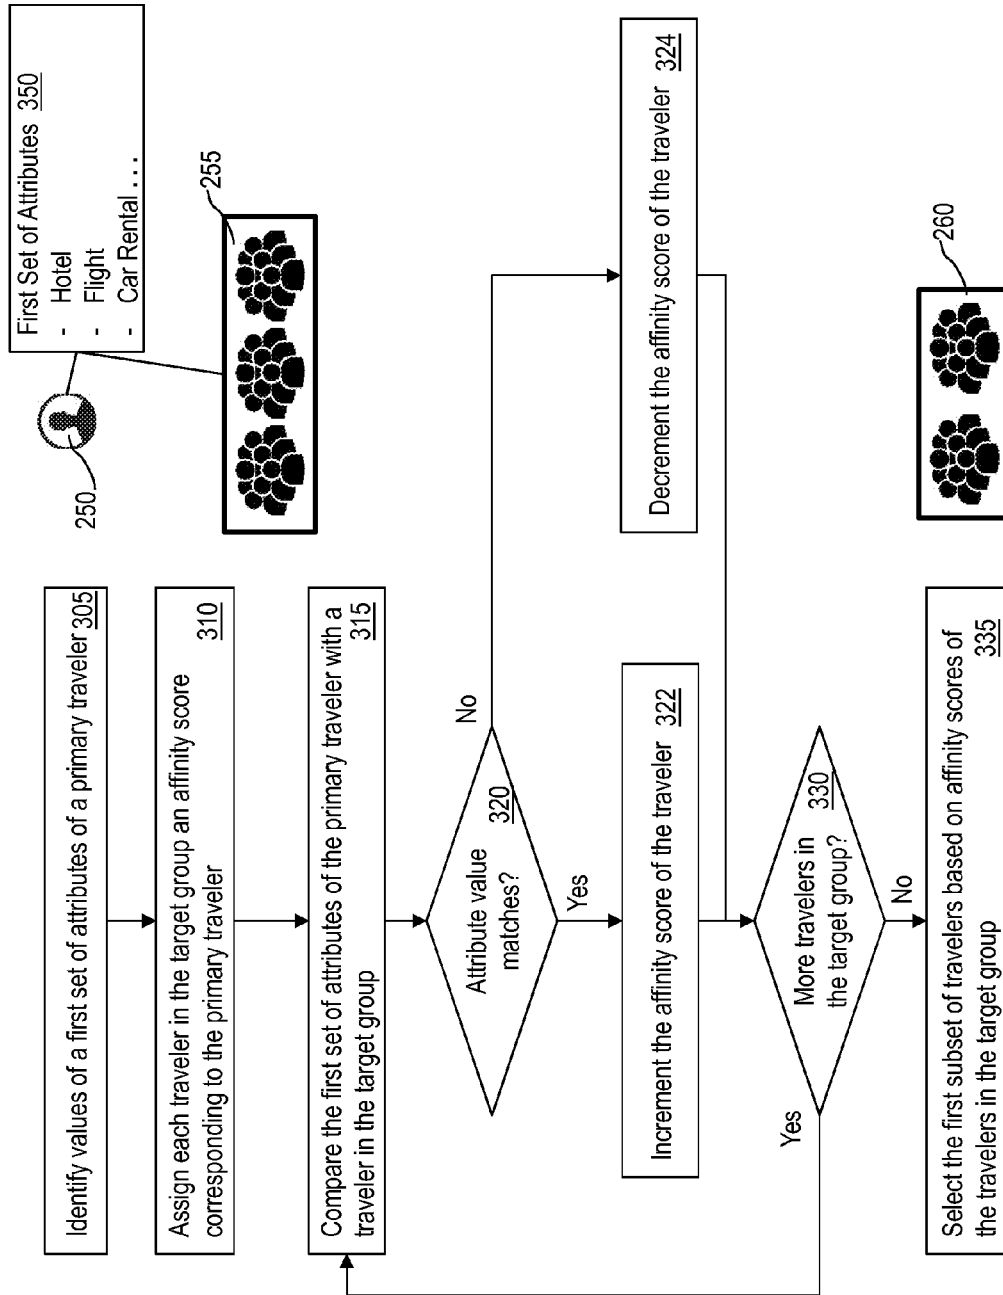 Identify values of a first set of attributes of a primary traveler 305
Assign each traveler in the target group an affinity score
corresponding to the primary traveler
310
Compare the first set of attributes of the primary traveler with a
traveler in the target group
315
Attribute value
matches?
320
No
Yes
Increment the affinity score of the traveler 322
Decrement the affinity score of the traveler 324
More travelers in
the target group?
330
Yes
No
Select the first subset of travelers based on affinity scores of
the travelers in the target group
335
250
First Set of Attributes 350
- Hotel
- Flight
- Car Rental . . .
255
260